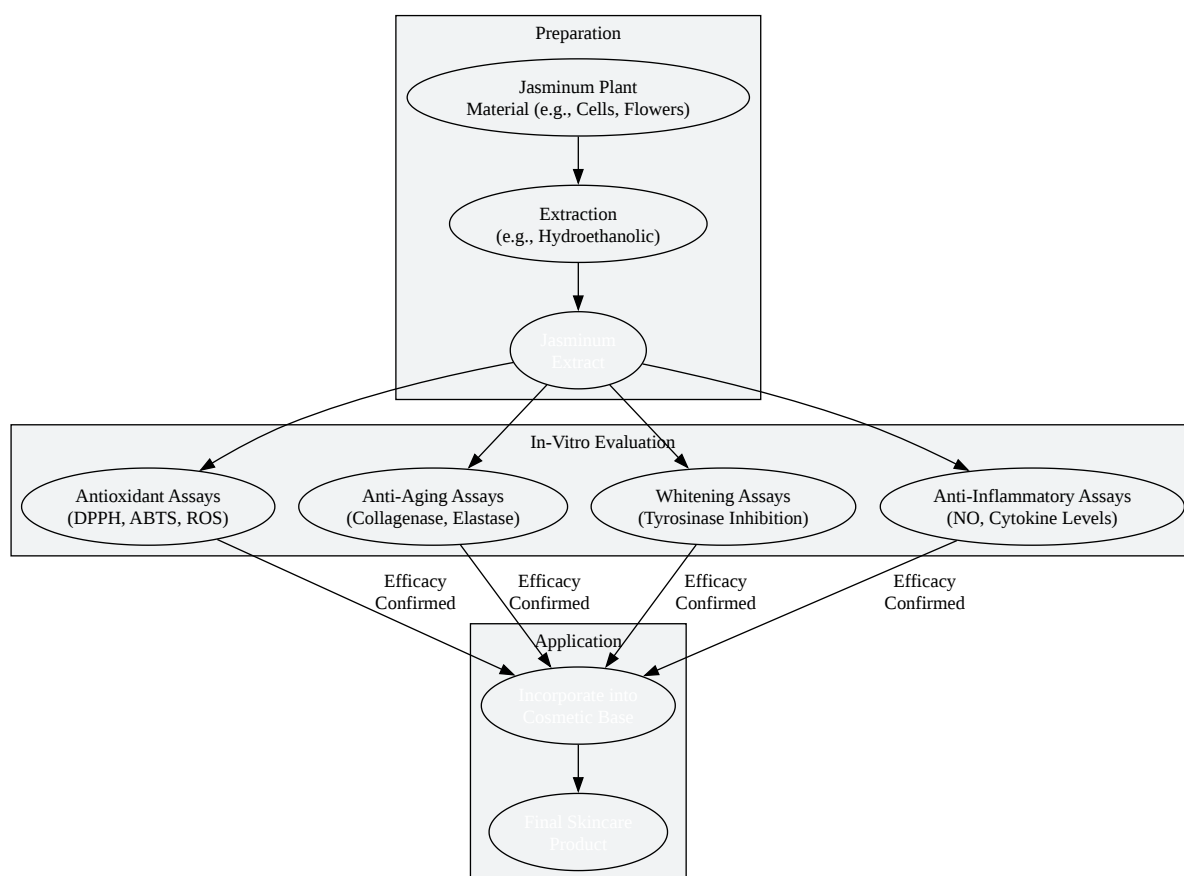 Preparation
Jasminum Plant
Material (e.g., Cells, Flowers)
Extraction
(e.g., Hydroethanolic)
Jasminum
Extract
In-Vitro Evaluation
Antioxidant Assays
(DPPH, ABTS, ROS)
Anti-Aging Assays
(Collagenase, Elastase)
Whitening Assays
(Tyrosinase Inhibition)
Anti-Inflammatory Assays
(NO, Cytokine Levels)
Efficacy
Confirmed
Efficacy
Confirmed
Efficacy
Confirmed
Efficacy
Confirmed
Application
Incorporate into
Cosmetic Base
Final Skincare
Product